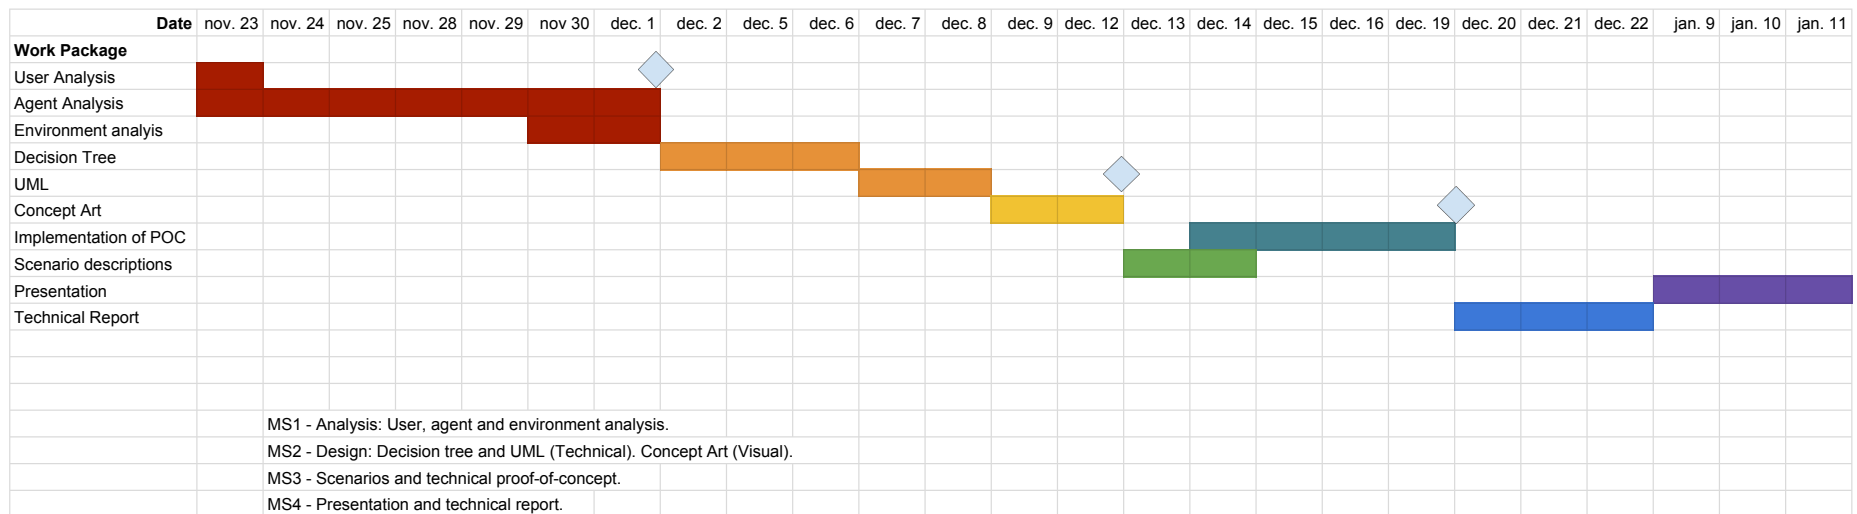 Date nov. 23 nov. 24 nov. 25 nov. 28 nov. 29 nov 30 dec. 1 dec. 2 dec. 5 dec. 6 dec. 7 dec. 8 dec. 9 dec. 12 dec. 13 dec. 14 dec. 15 dec. 16 dec. 19 dec. 20 dec. 21 dec. 22 jan. 9 jan. 10 jan. 11
Work Package
User Analysis
Agent Analysis
Environment analyis
Decision Tree
UML
Concept Art
Implementation of POC
Scenario descriptions
Presentation
Technical Report
MS1 - Analysis: User, agent and environment analysis.
MS2 - Design: Decision tree and UML (Technical). Concept Art (Visual).
MS3 - Scenarios and technical proof-of-concept.
MS4 - Presentation and technical report.